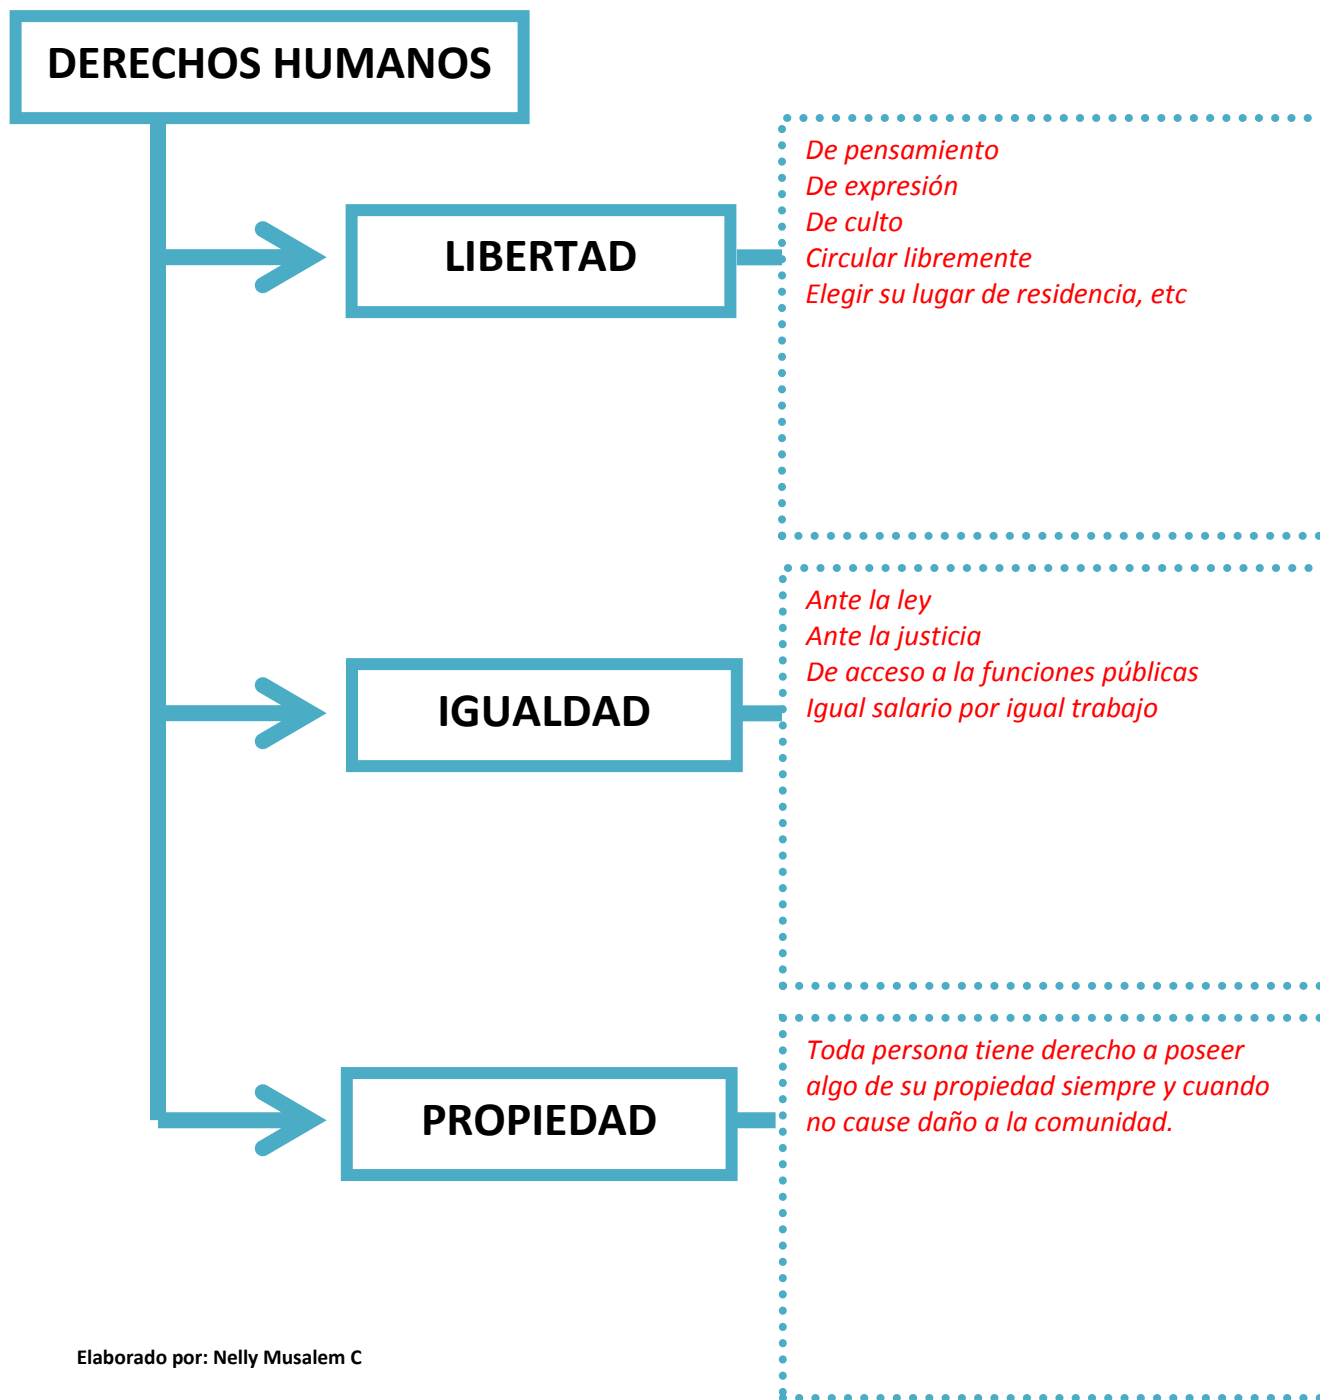 DERECHOS HUMANOS
De pensamiento
De expresión
De culto
Circular libremente
Elegir su lugar de residencia, etc
LIBERTAD
Ante la ley
Ante la justicia
De acceso a la funciones públicas
Igual salario por igual trabajo
IGUALDAD
Toda persona tiene derecho a poseer
algo de su propiedad siempre y cuando
no cause daño a la comunidad.
PROPIEDAD
Elaborado por: Nelly Musalem C